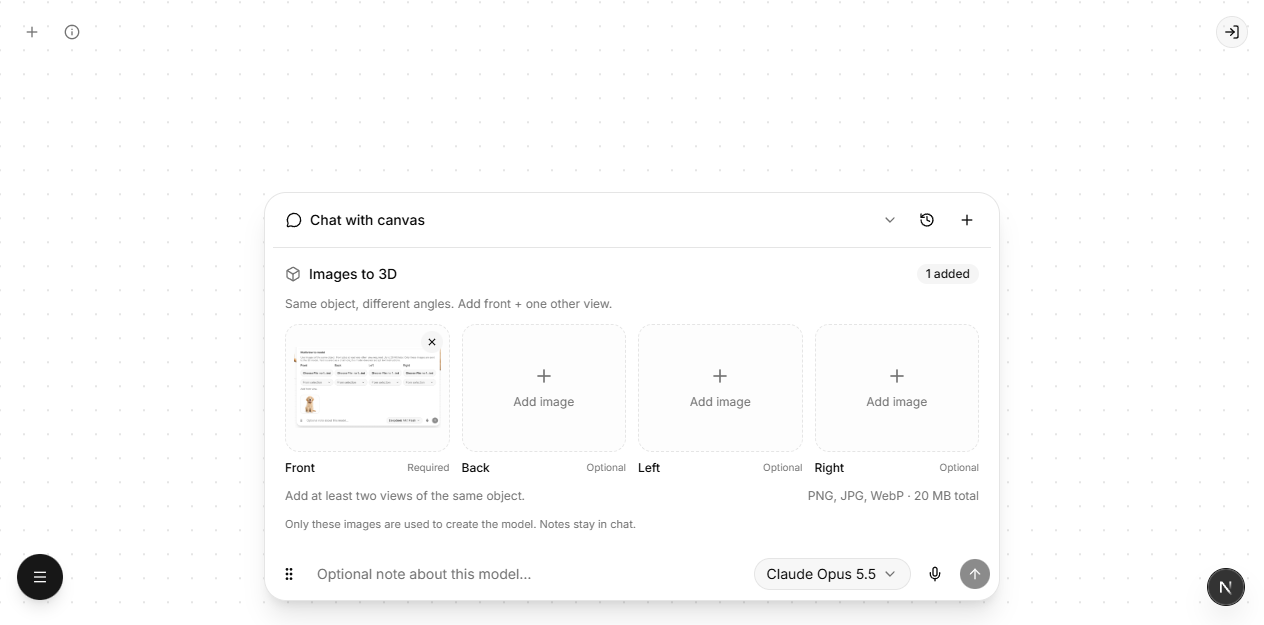 Chat with canvas
Images to 3D
1 added
Same object, different angles. Add front + one other view.
Add image
Add image
Add image
Front
Required
Back
Optional
Left
Optional
Right
Optional
Add at least two views of the same object.
PNG, JPG, WebP · 20 MB total
Only these images are used to create the model. Notes stay in chat.
Optional note about this model...
Claude Opus 5.5
N